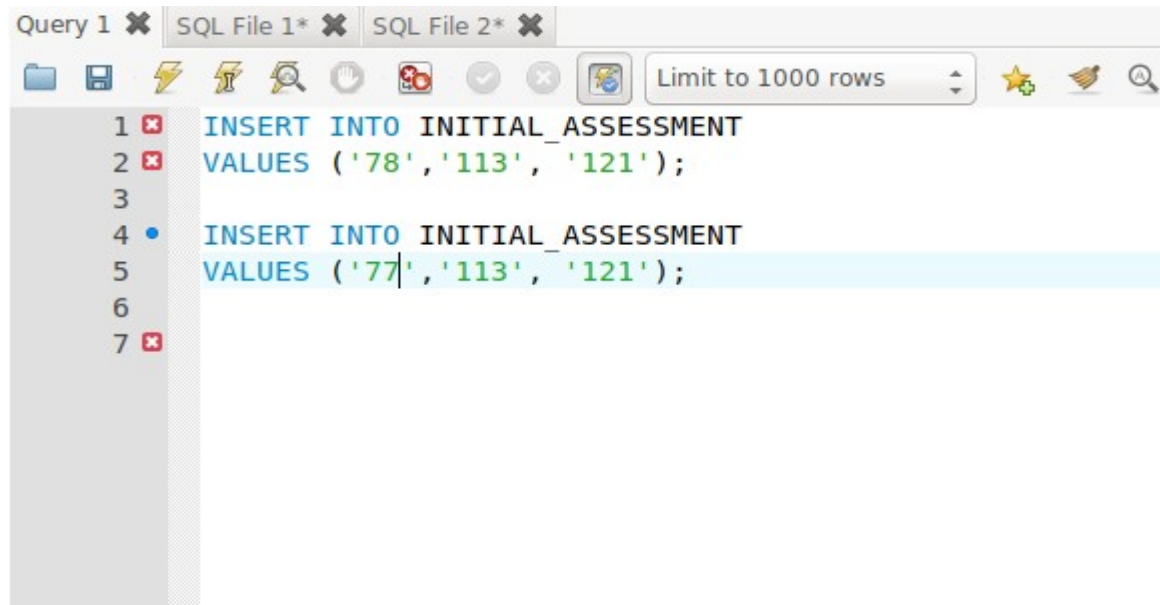 Query 1 SQL File 1* SQL File 2*
Limit to 1000 rows
1 INSERT INTO INITIAL_ASSESSMENT
2 VALUES ('78','113', '121');
3
4 INSERT INTO INITIAL_ASSESSMENT
5 VALUES ('77','113', '121');
6
7